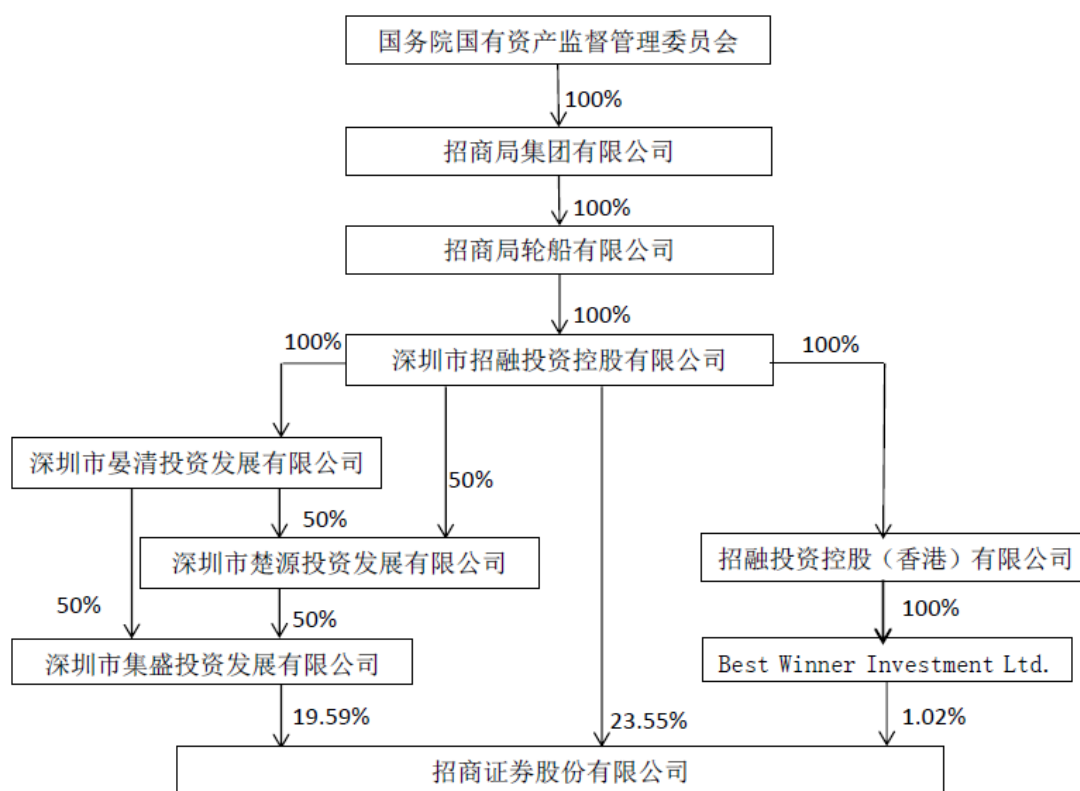 国务院国有资产监督管理委员会
100%
招商局集团有限公司
100%
招商局轮船有限公司
100%
深圳市招融投资控股有限公司
100%
100%
深圳市晏清投资发展有限公司
50%
50%
深圳市楚源投资发展有限公司
招融投资控股（香港）有限公司
50%
50%
100%
深圳市集盛投资发展有限公司
Best Winner Investment Ltd.
19.59%
23.55%
1.02%
招商证券股份有限公司